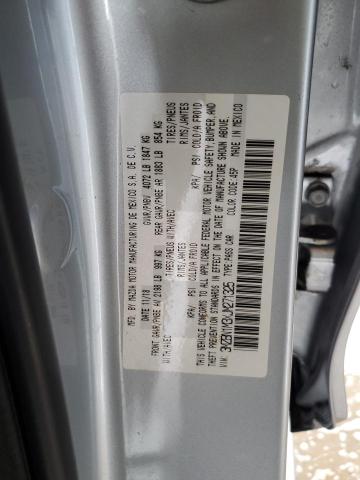 MFD BY MAZDA MOTOR MANUFACTURING DE MEXICO S.A. DE C.V.
DATE: 11/18 GVWR/PNBV 4072 LB 1847 KG
FRONT GAWR/PNBE AV 2198 LB 997 KG REAR GAWR/PNBE AR 1883 LB 854 KG
WITH/AVEC TIRES/PNEUS WITH/AVEC TIRES/PNEUS
RIMS/JANTES RIMS/JANTES
KPA/ PSI COLD/A FROID KPA/ PSI COLD/A FROID
THIS VEHICLE CONFORMS TO ALL APPLICABLE FEDERAL MOTOR VEHICLE SAFETY, BUMPER, AND
THEFT PREVENTION STANDARDS IN EFFECT ON THE DATE OF MANUFACTURE SHOWN ABOVE.
TYPE:PASS CAR COLOR CODE:45P MADE IN MEXICO